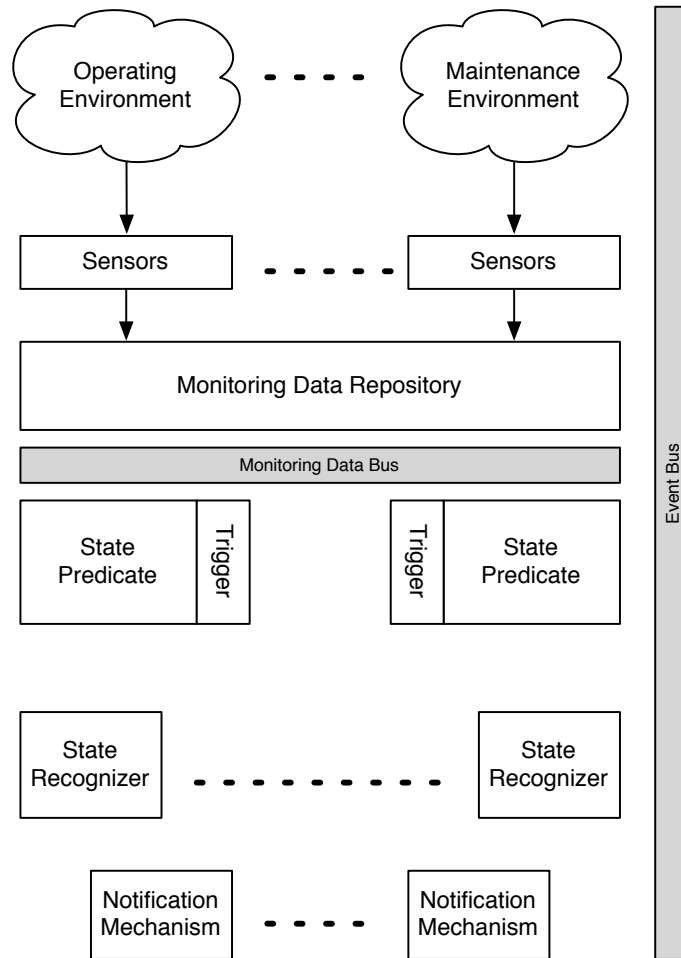 Operating
Environment
Maintenance
Environment
Sensors
Sensors
Monitoring Data Repository
Monitoring Data Bus
Event Bus
State
Predicate
Trigger
Trigger
State
Predicate
State
Recognizer
State
Recognizer
Notification
Mechanism
Notification
Mechanism